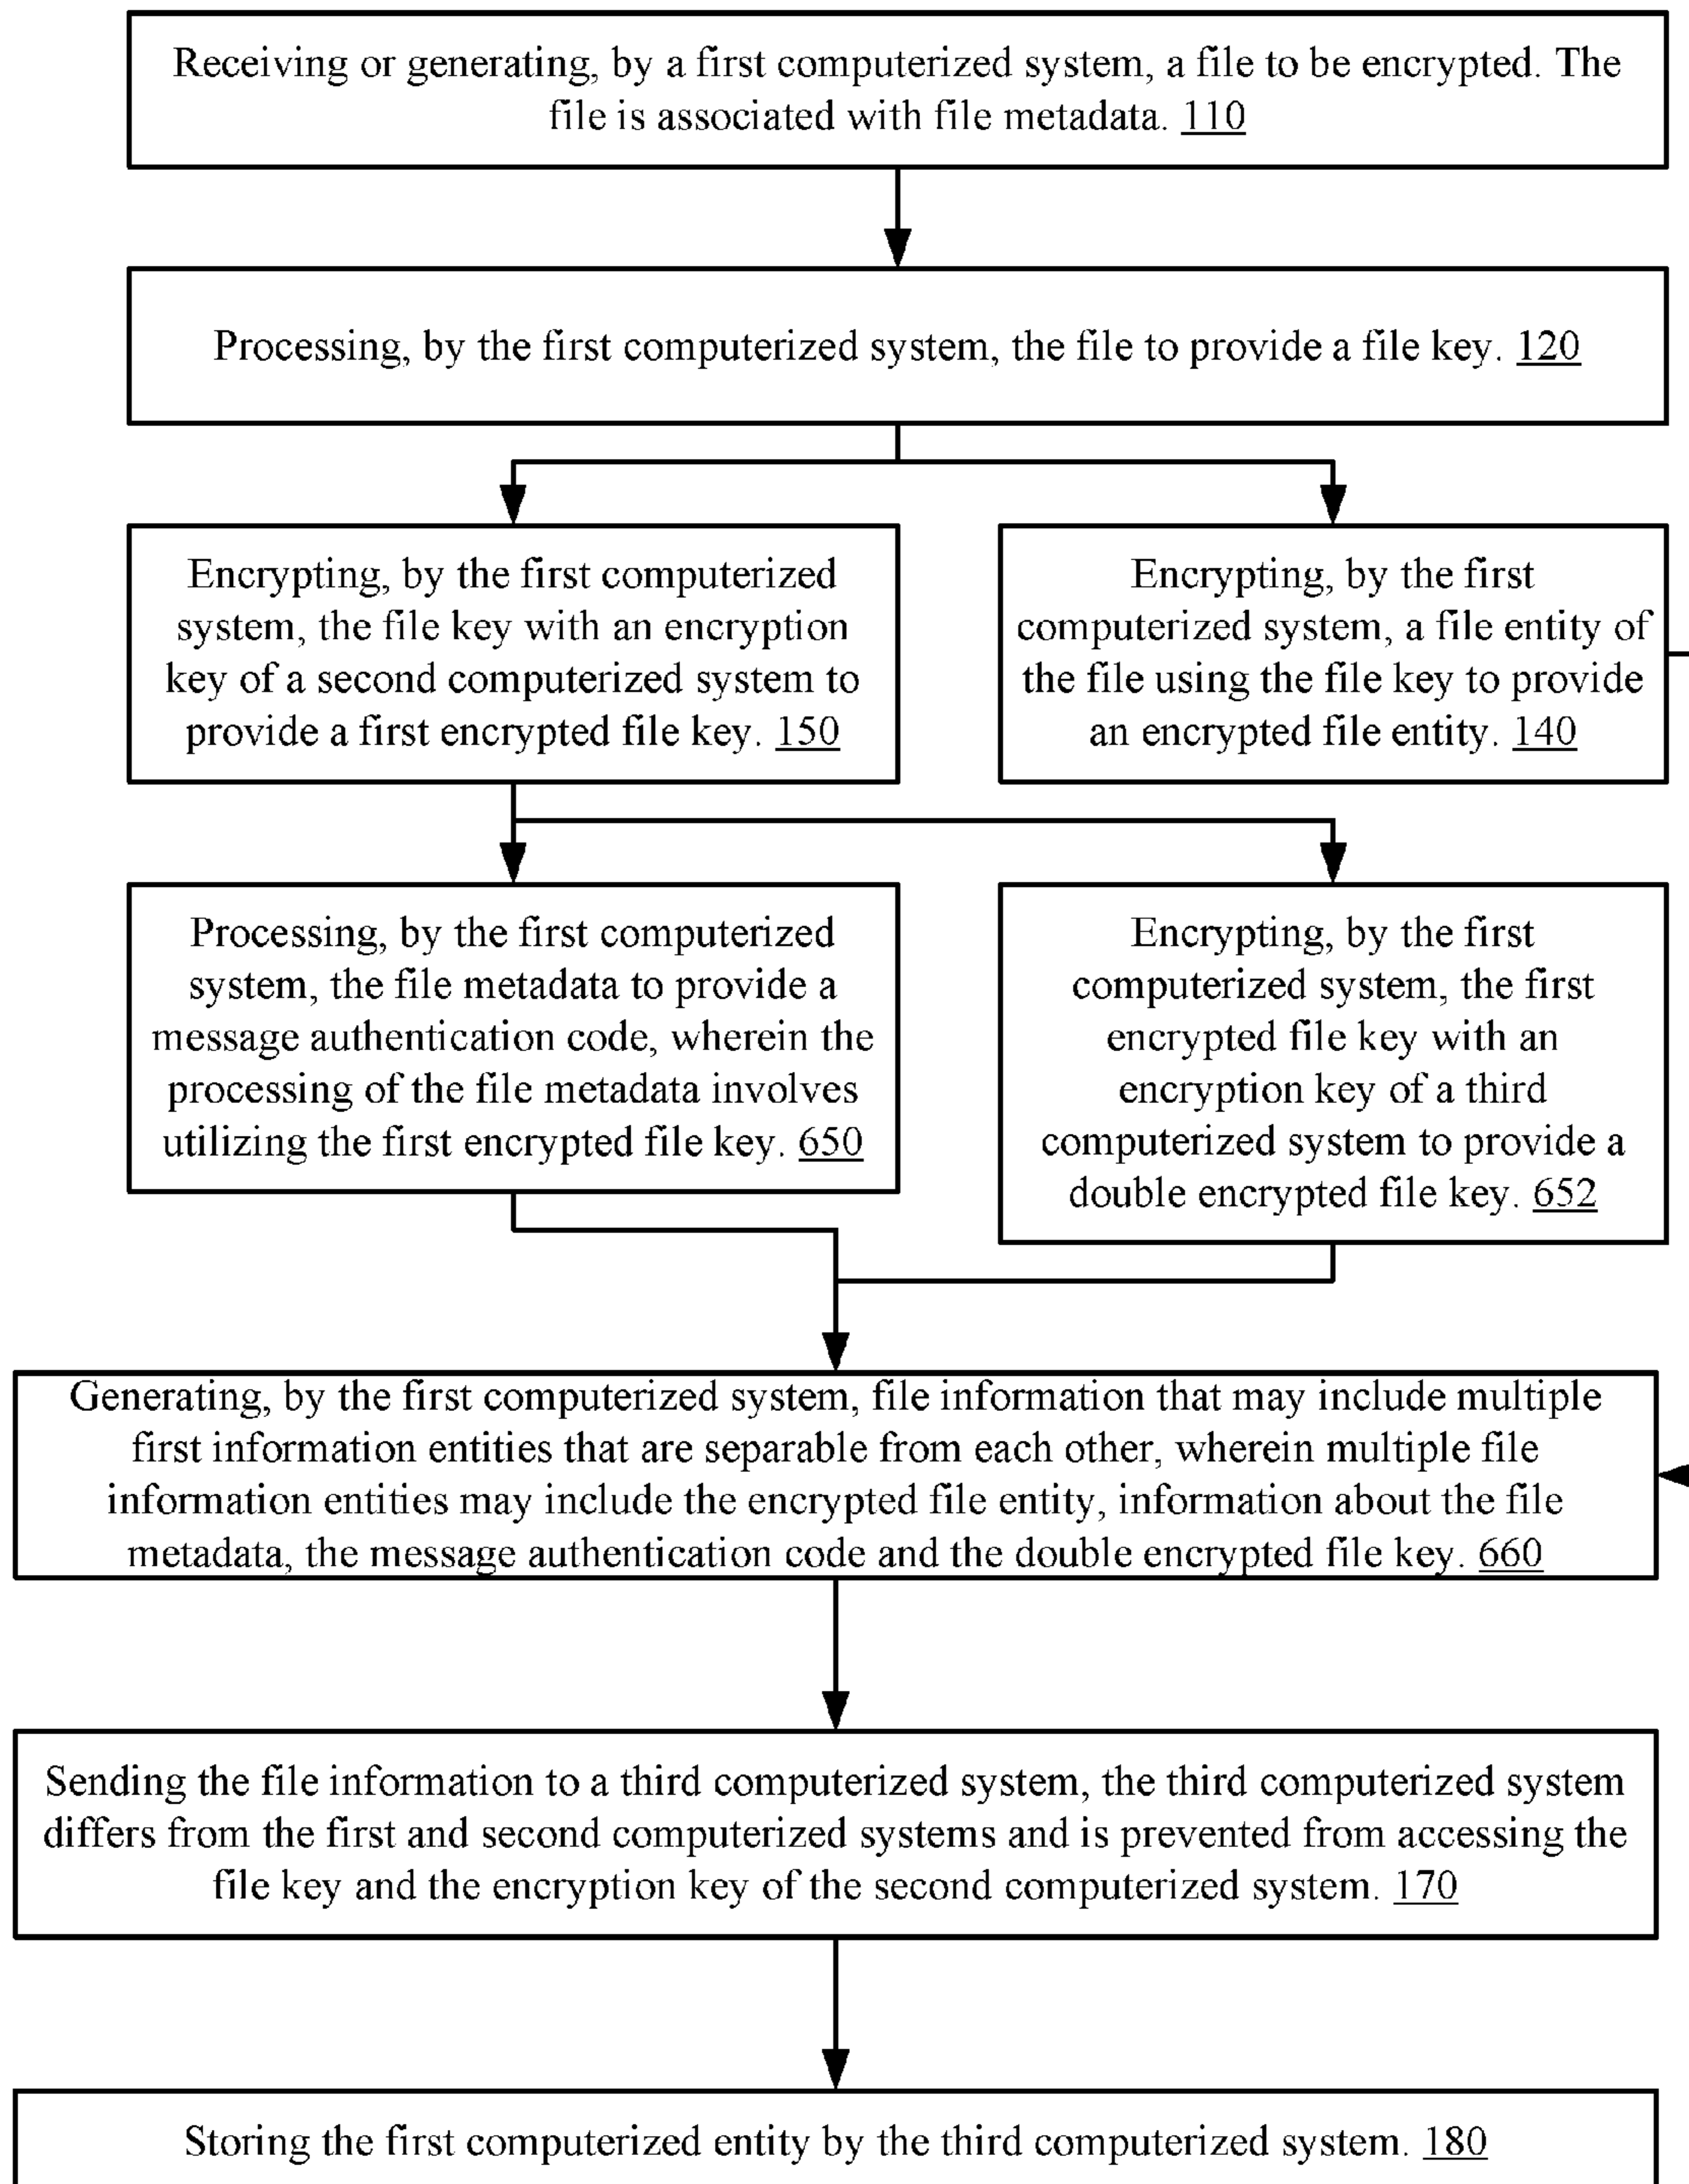 Receiving or generating, by a first computerized system, a file to be encrypted. The
file is associated with file metadata. 110
Processing, by the first computerized system, the file to provide a file key. 120
Encrypting, by the first computerized
system, the file key with an encryption
key of a second computerized system to
provide a first encrypted file key. 150
Encrypting, by the first
computerized system, a file entity of
the file using the file key to provide
an encrypted file entity. 140
Processing, by the first computerized
system, the file metadata to provide a
message authentication code, wherein the
processing of the file metadata involves
utilizing the first encrypted file key. 650
Encrypting, by the first
computerized system, the first
encrypted file key with an
encryption key of a third
computerized system to provide a
double encrypted file key. 652
Generating, by the first computerized system, file information that may include multiple
first information entities that are separable from each other, wherein multiple file
information entities may include the encrypted file entity, information about the file
metadata, the message authentication code and the double encrypted file key. 660
Sending the file information to a third computerized system, the third computerized system
differs from the first and second computerized systems and is prevented from accessing the
file key and the encryption key of the second computerized system. 170
Storing the first computerized entity by the third computerized system. 180